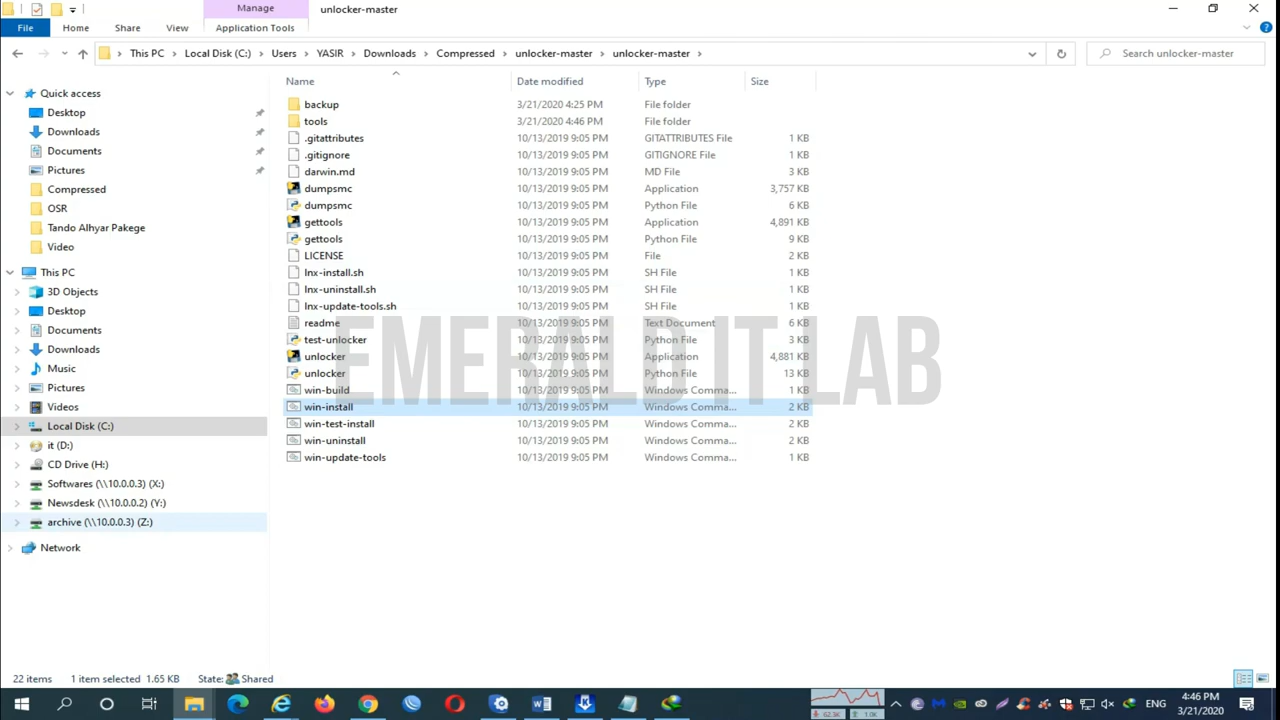 Manage
unlocker-master
File
Home
Share
View
Application Tools
This PC
Local Disk (C:)
Users
YASIR
Downloads
Compressed
unlocker-master
unlocker-master
Search unlocker-master
Quick access
Desktop
Downloads
Documents
Pictures
Compressed
OSR
Tando Alhyar Pakege
Video
This PC
3D Objects
Desktop
Documents
Downloads
Music
Pictures
Videos
Local Disk (C:)
it (D:)
CD Drive (H:)
Softwares (\\10.0.0.3) (X:)
Newsdesk (\\10.0.0.2) (Y:)
archive (\\10.0.0.3) (Z:)
Network
Name Date modified Type Size
backup 3/21/2020 4:25 PM File folder
tools 3/21/2020 4:46 PM File folder
.gitattributes 10/13/2019 9:05 PM GITATTRIBUTES File 1 KB
.gitignore 10/13/2019 9:05 PM GITIGNORE File 1 KB
darwin.md 10/13/2019 9:05 PM MD File 3 KB
dumpsmc 10/13/2019 9:05 PM Application 3,757 KB
dumpsmc 10/13/2019 9:05 PM Python File 6 KB
gettools 10/13/2019 9:05 PM Application 4,891 KB
gettools 10/13/2019 9:05 PM Python File 9 KB
LICENSE 10/13/2019 9:05 PM File 2 KB
lnx-install.sh 10/13/2019 9:05 PM SH File 1 KB
lnx-uninstall.sh 10/13/2019 9:05 PM SH File 1 KB
lnx-update-tools.sh 10/13/2019 9:05 PM SH File 1 KB
readme 10/13/2019 9:05 PM Text Document 6 KB
test-unlocker 10/13/2019 9:05 PM Python File 3 KB
unlocker 10/13/2019 9:05 PM Application 4,881 KB
unlocker 10/13/2019 9:05 PM Python File 13 KB
win-build 10/13/2019 9:05 PM Windows Comma... 1 KB
win-install 10/13/2019 9:05 PM Windows Comma... 2 KB
win-test-install 10/13/2019 9:05 PM Windows Comma... 2 KB
win-uninstall 10/13/2019 9:05 PM Windows Comma... 2 KB
win-update-tools 10/13/2019 9:05 PM Windows Comma... 1 KB
EMERALD IT LAB
22 items 1 item selected 1.65 KB State: Shared
ENG
4:46 PM
3/21/2020